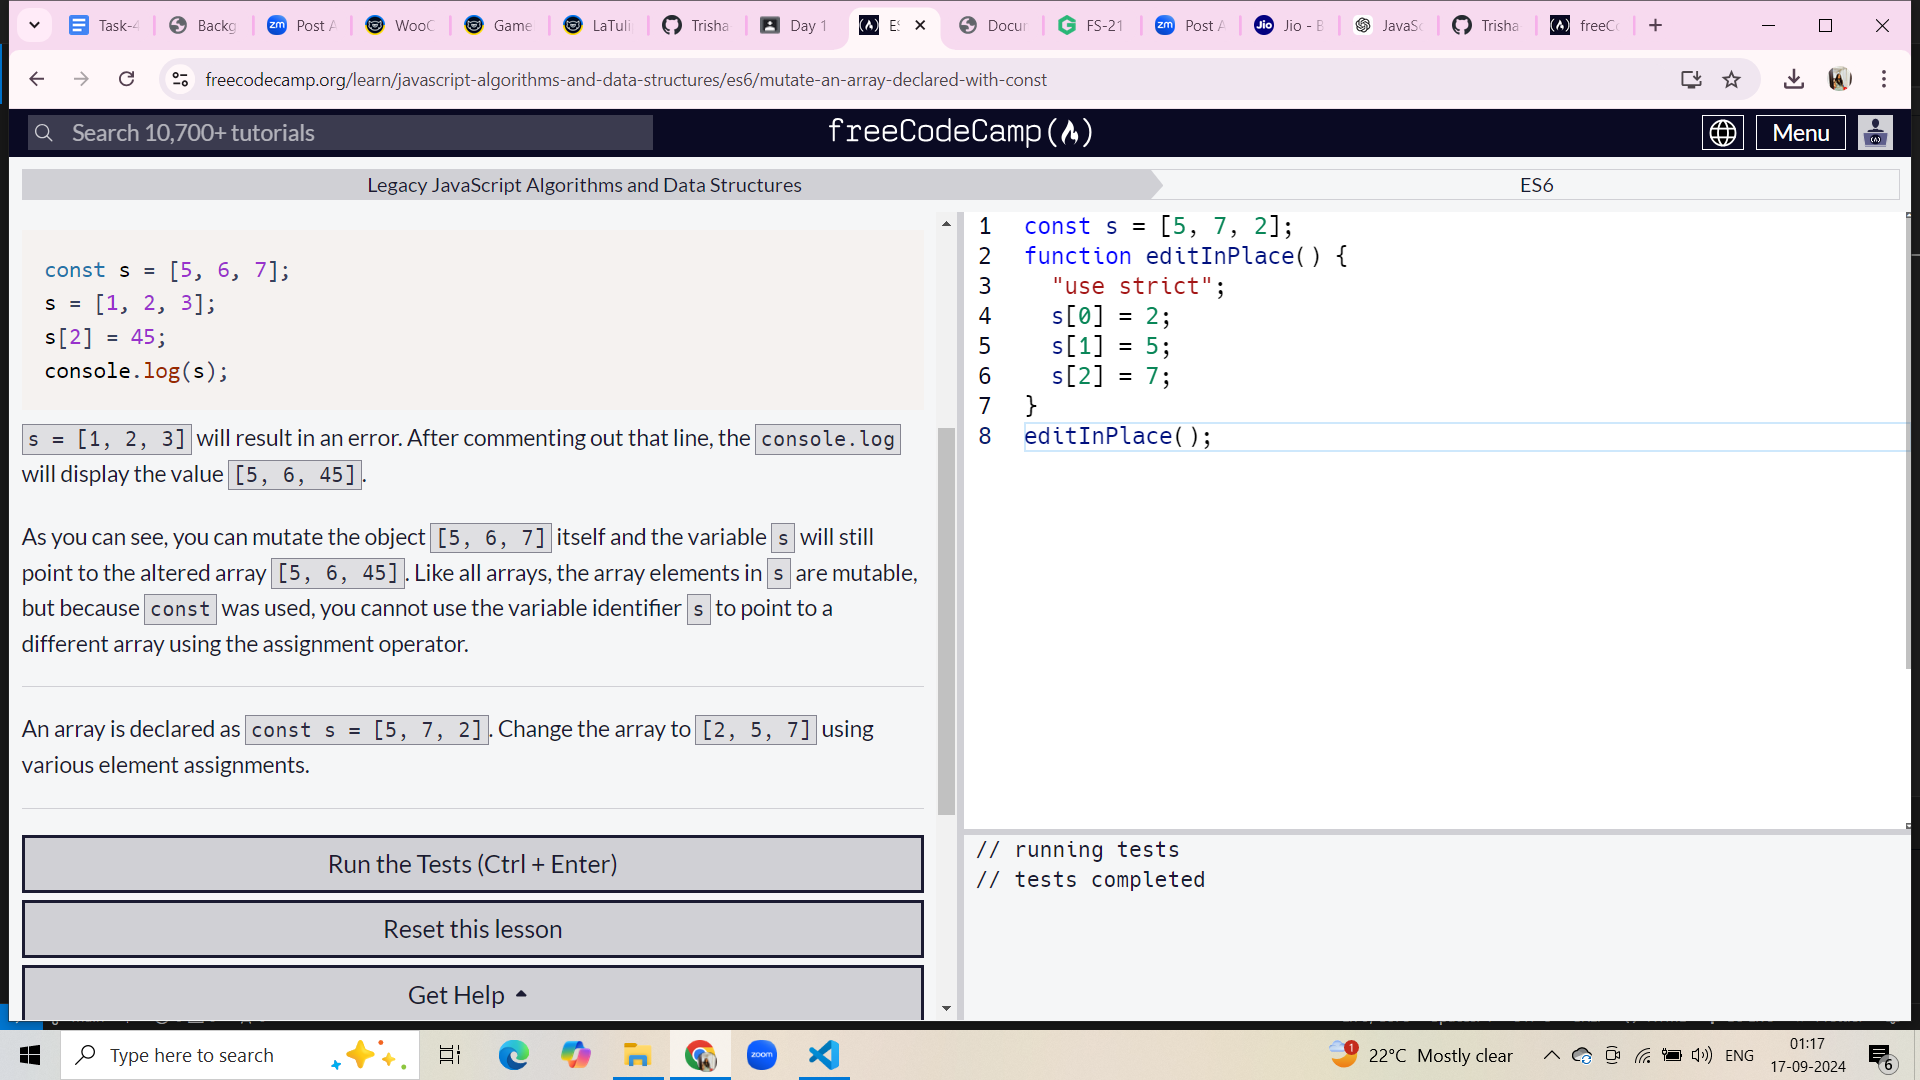 Task-4
Backg
Post A
WooC
Game
LaTuli
Trisha
Day 1
ES
Docur
FS-21
Post A
Jio - B
JavaSc
Trisha
freeCo
freecodecamp.org/learn/javascript-algorithms-and-data-structures/es6/mutate-an-array-declared-with-const
Search 10,700+ tutorials
freeCodeCamp
Menu
Legacy JavaScript Algorithms and Data Structures
ES6
const s = [5, 6, 7];
s = [1, 2, 3];
s[2] = 45;
console.log(s);
s = [1, 2, 3] will result in an error. After commenting out that line, the console.log
will display the value [5, 6, 45].
As you can see, you can mutate the object [5, 6, 7] itself and the variable s will still
point to the altered array [5, 6, 45]. Like all arrays, the array elements in s are mutable,
but because const was used, you cannot use the variable identifier s to point to a
different array using the assignment operator.
An array is declared as const s = [5, 7, 2]. Change the array to [2, 5, 7] using
various element assignments.
Run the Tests (Ctrl + Enter)
Reset this lesson
Get Help
1 const s = [5, 7, 2];
2 function editInPlace() {
3 "use strict";
4 s[0] = 2;
5 s[1] = 5;
6 s[2] = 7;
7 }
8 editInPlace();
// running tests
// tests completed
Type here to search
zoom
1
22°C Mostly clear
ENG
01:17
17-09-2024
6